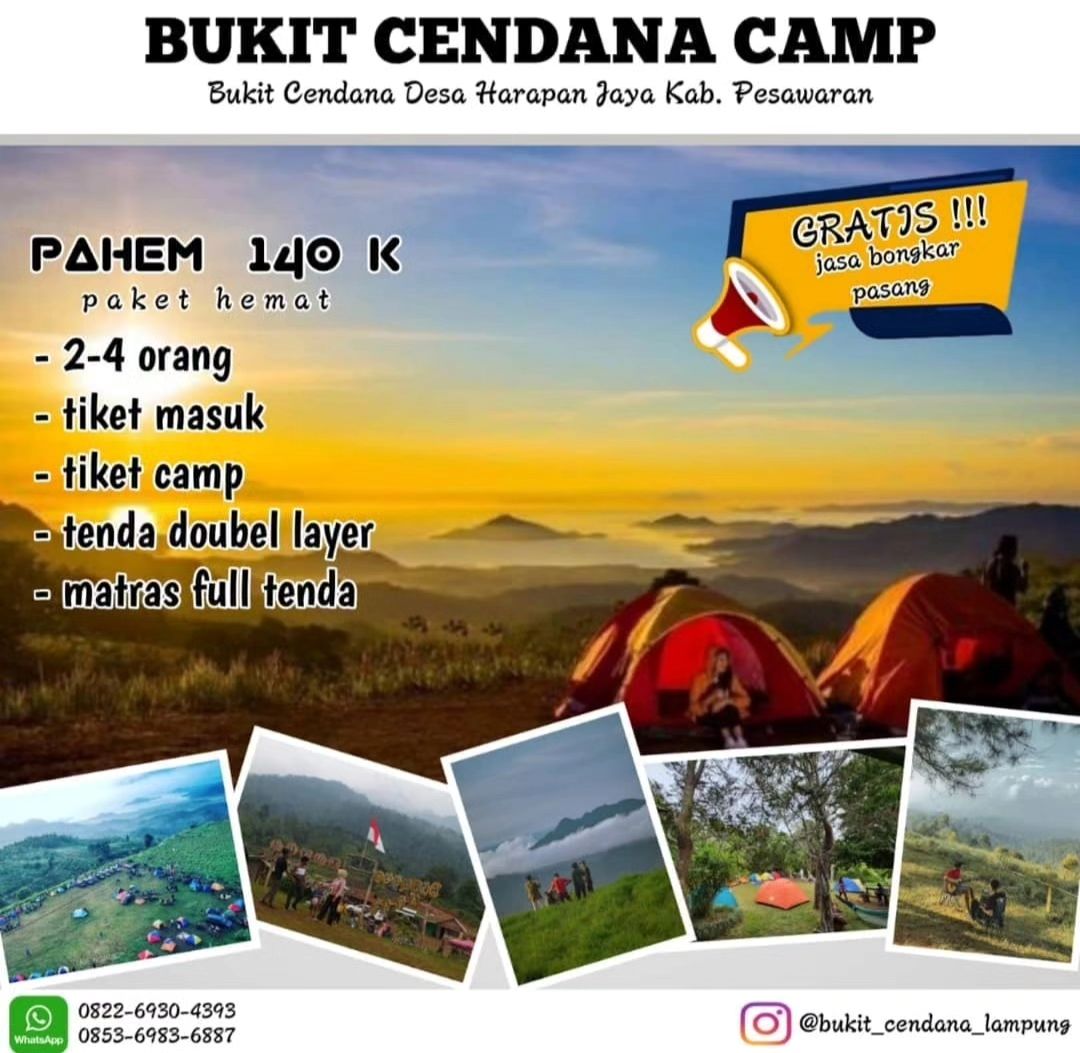 BUKIT CENDANA CAMP
Bukit Cendana Desa Harapan Jaya Kab. Pesawaran
PAHEM 140 K
paket hemat
- 2-4 orang
- tiket masuk
- tiket camp
- tenda doubel layer
- matras full tenda
GRATIS !!!
jasa bongkar
pasang
WhatsApp
0822-6930-4393
0853-6983-6887
@bukit_cendana_lampung